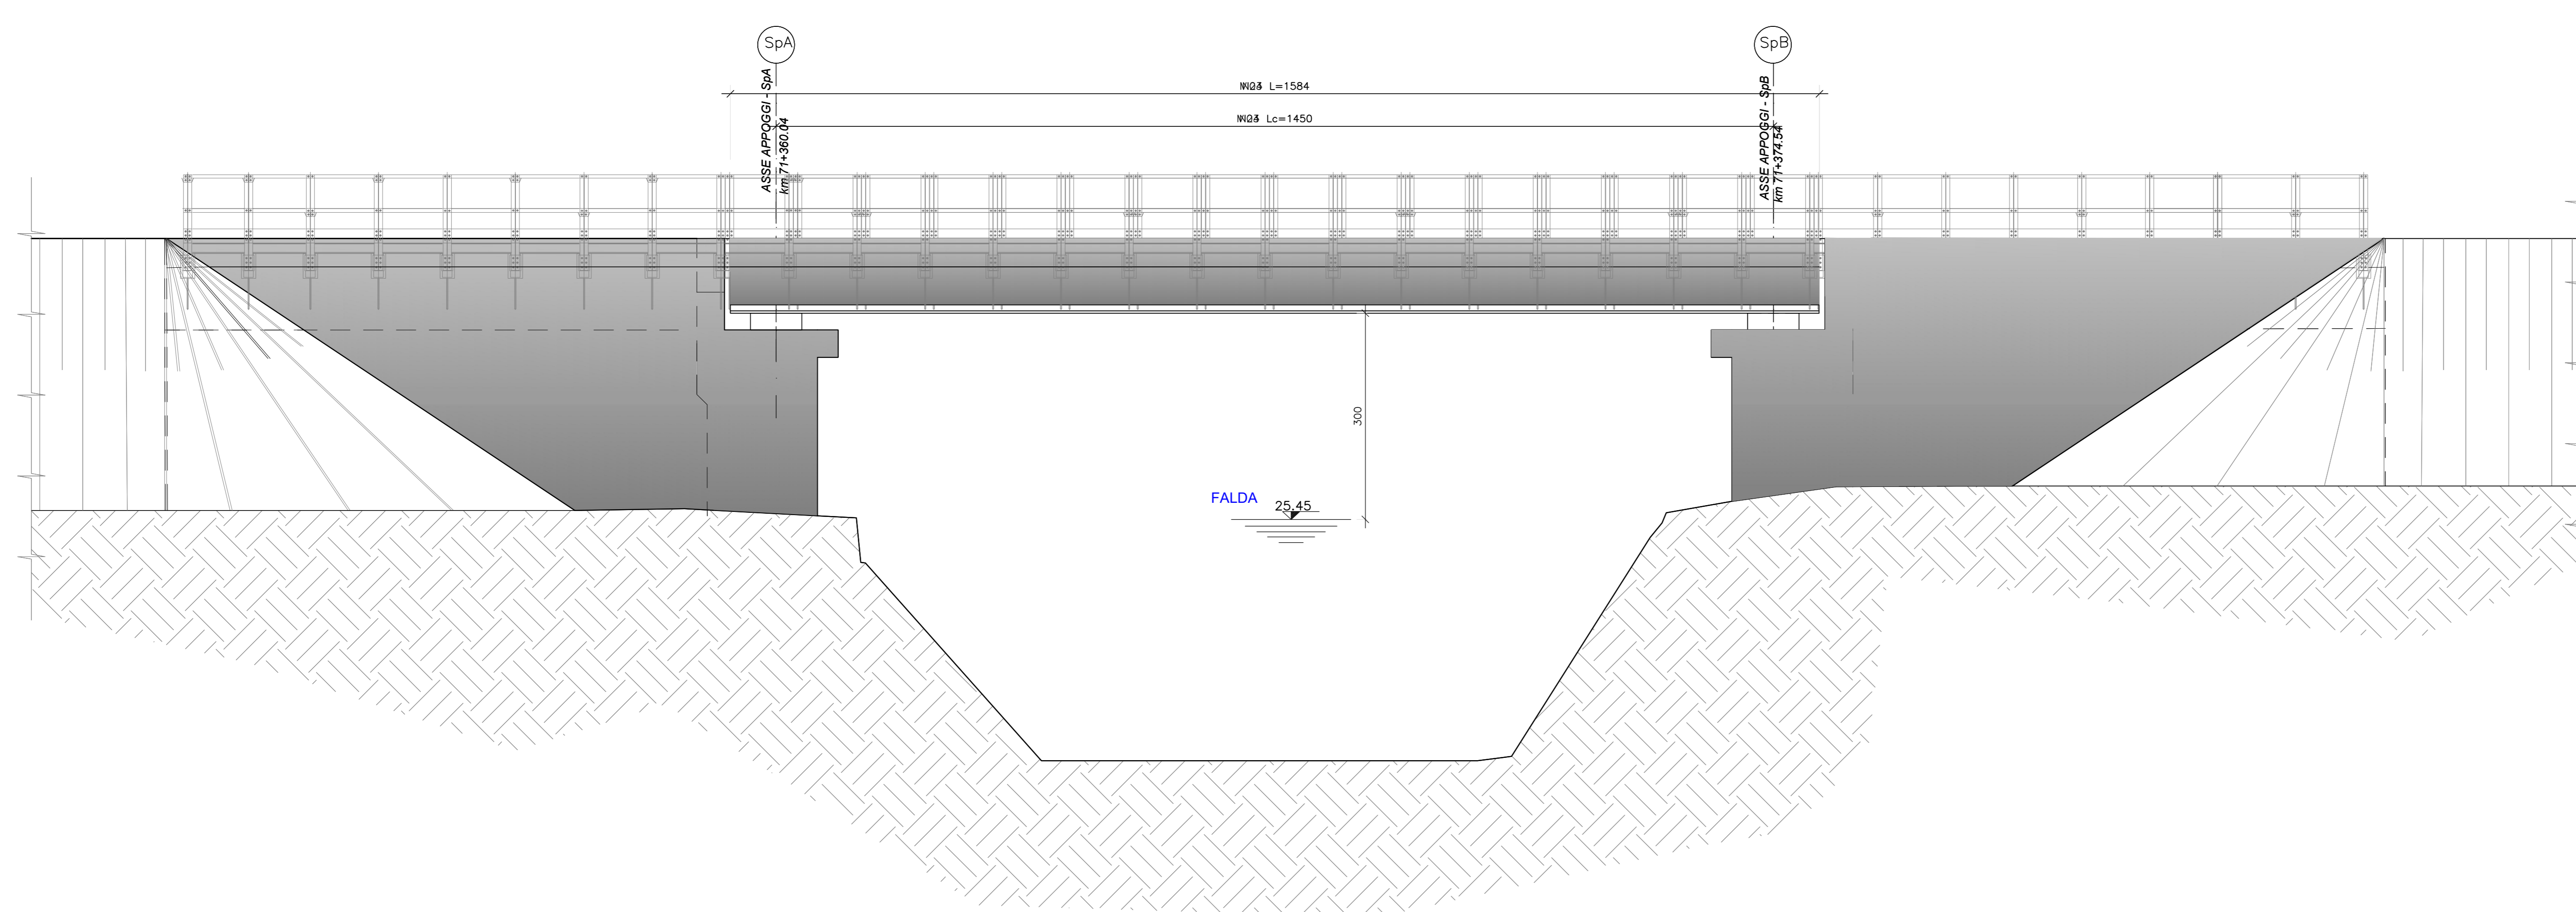 SpA
SpB
L=1584
Lc=1450
ASSE APPOGGI - SpA
km 71+360.04
ASSE APPOGGI - SpB
km 71+374.54
300
FALDA
25.45